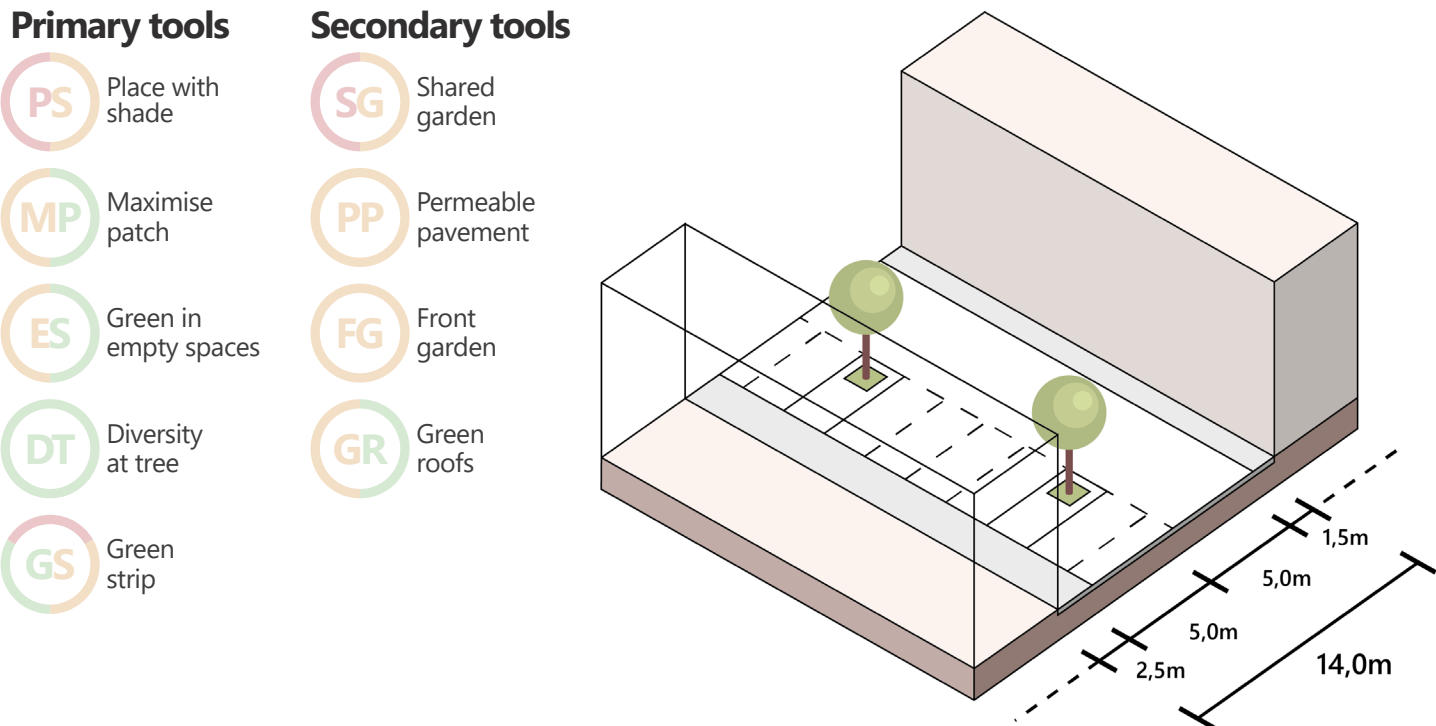 Primary tools
PS
Place with
shade
MP
Maximise
patch
ES
Green in
empty spaces
DT
Diversity
at tree
GS
Green
strip
Secondary tools
SG
Shared
garden
PP
Permeable
pavement
FG
Front
garden
GR
Green
roofs
1,5m
5,0m
5,0m
2,5m
14,0m